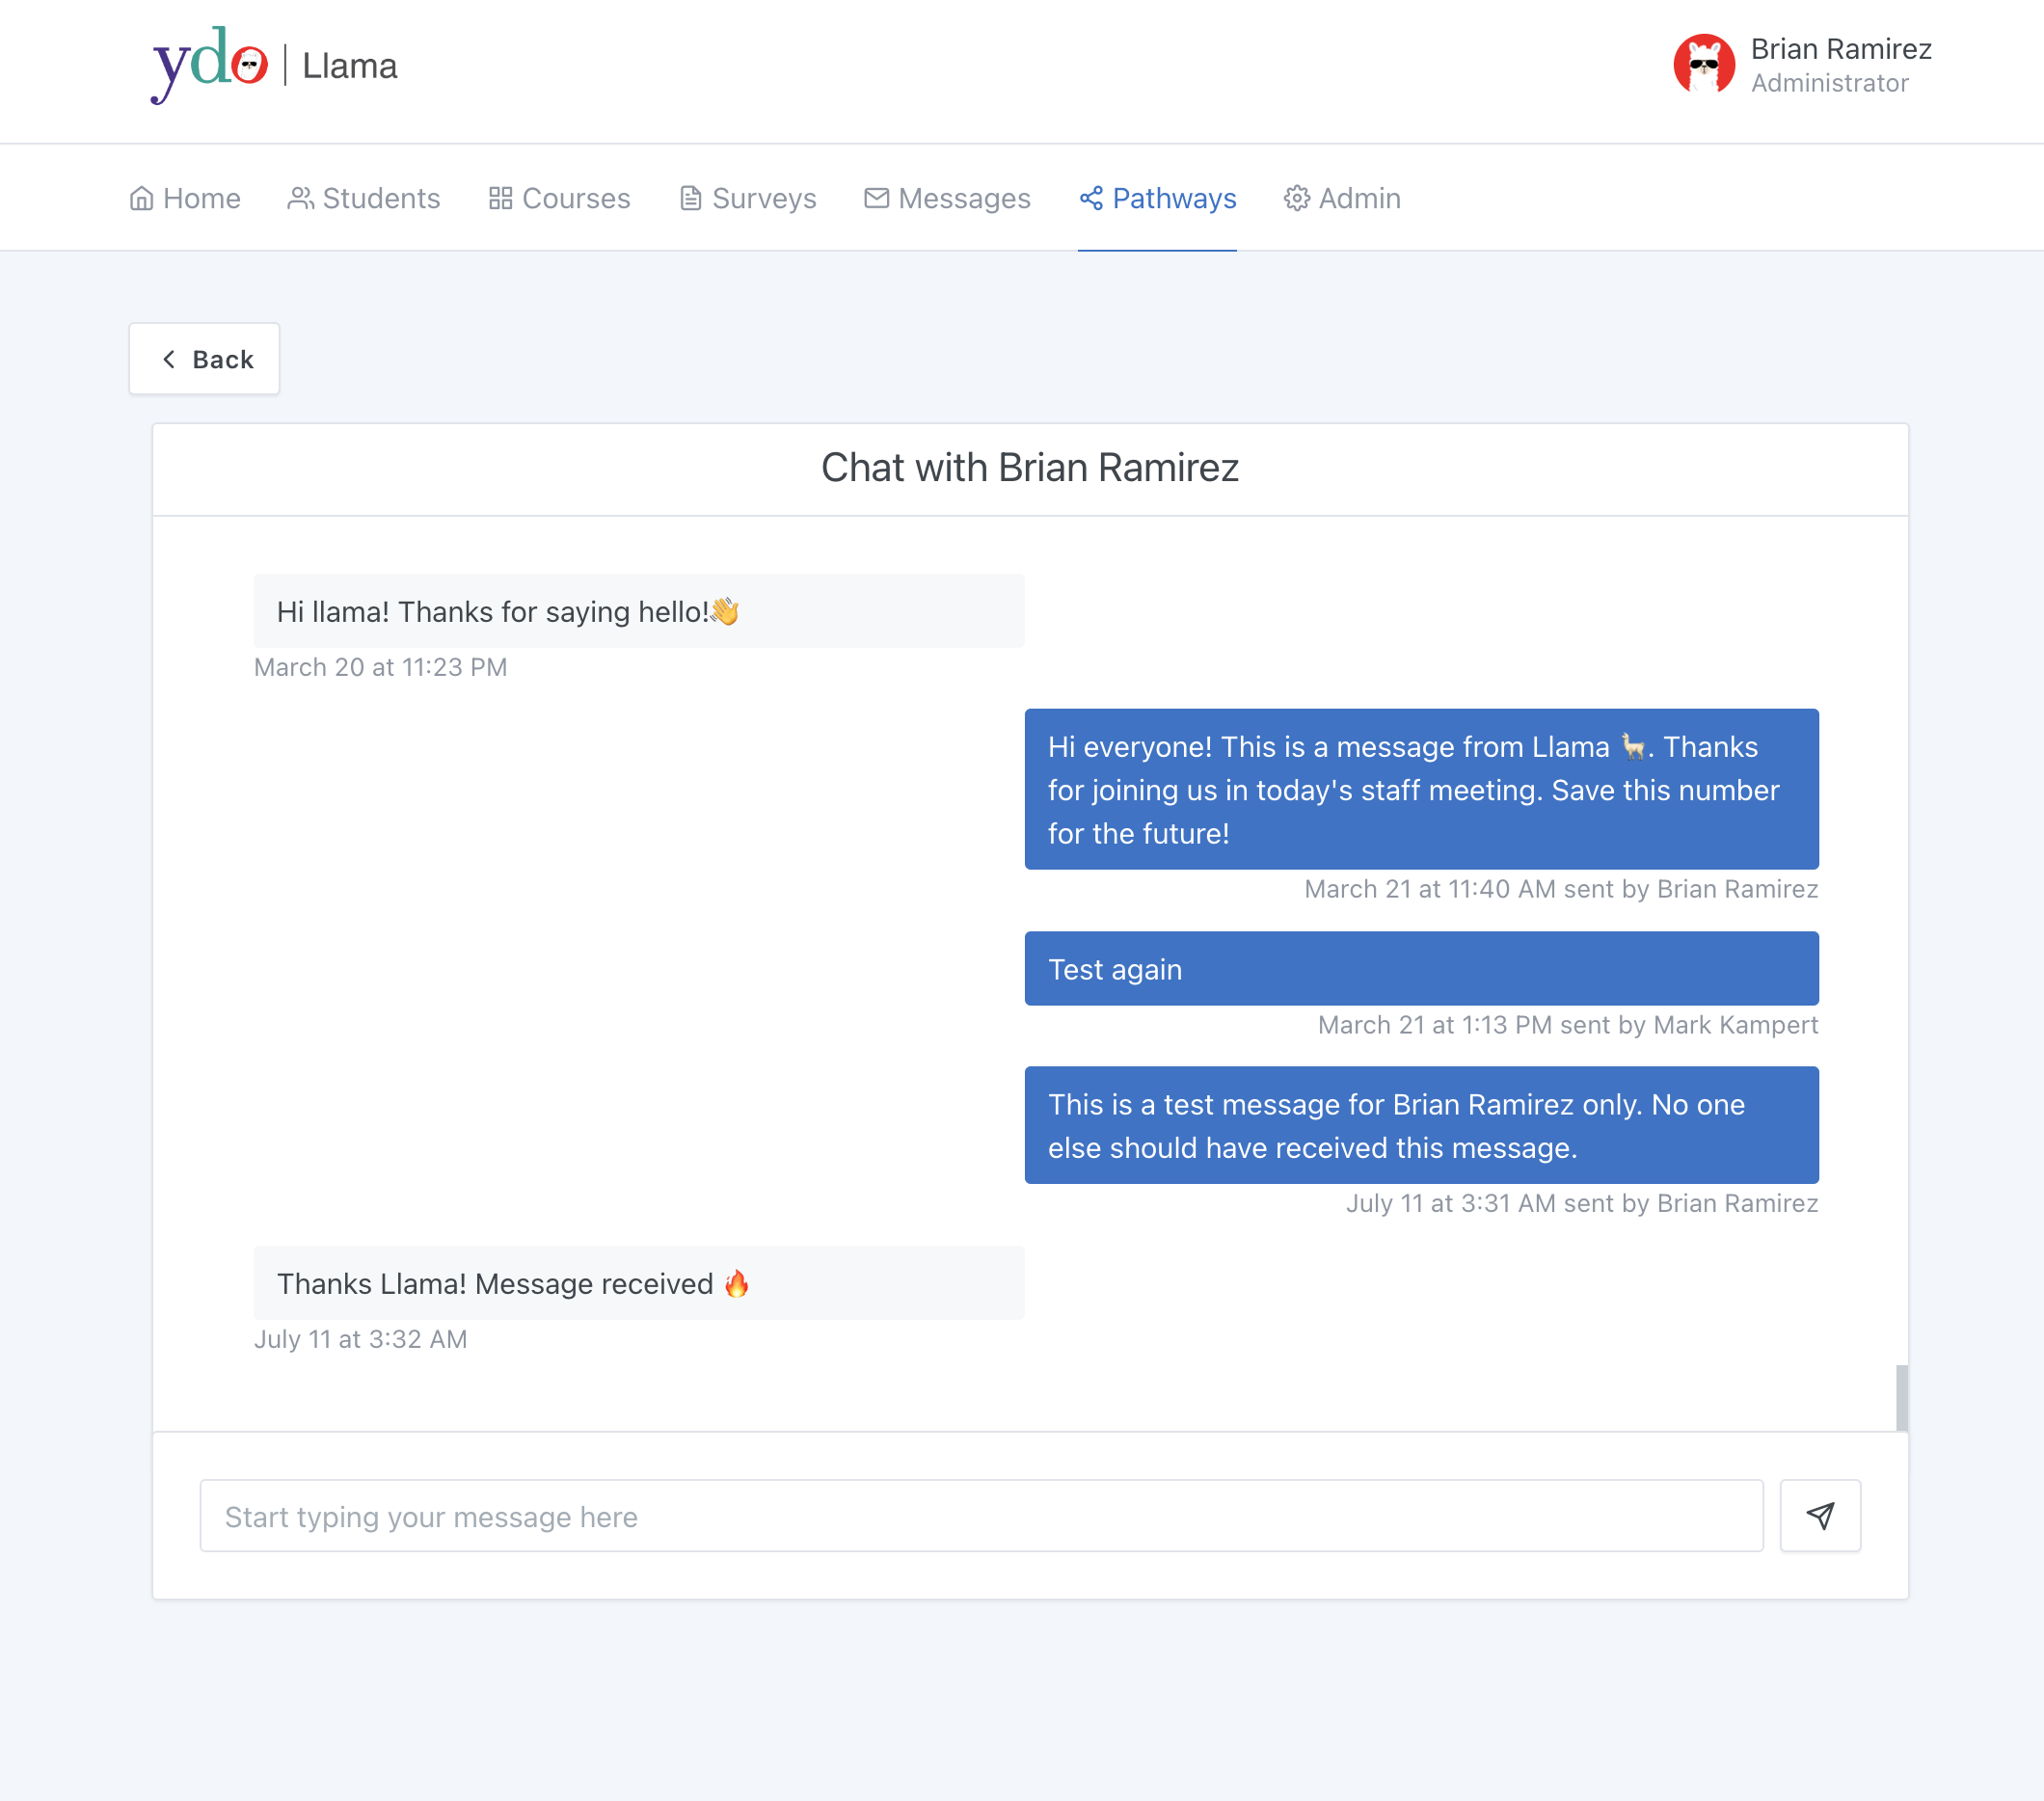 ydo | Llama
Brian Ramirez
Administrator
Home Students Courses Surveys Messages Pathways Admin
Back
Chat with Brian Ramirez
Hi llama! Thanks for saying hello!👋
March 20 at 11:23 PM
Hi everyone! This is a message from Llama 🦙. Thanks
for joining us in today's staff meeting. Save this number
for the future!
March 21 at 11:40 AM sent by Brian Ramirez
Test again
March 21 at 1:13 PM sent by Mark Kampert
This is a test message for Brian Ramirez only. No one
else should have received this message.
July 11 at 3:31 AM sent by Brian Ramirez
Thanks Llama! Message received 🔥
July 11 at 3:32 AM
Start typing your message here